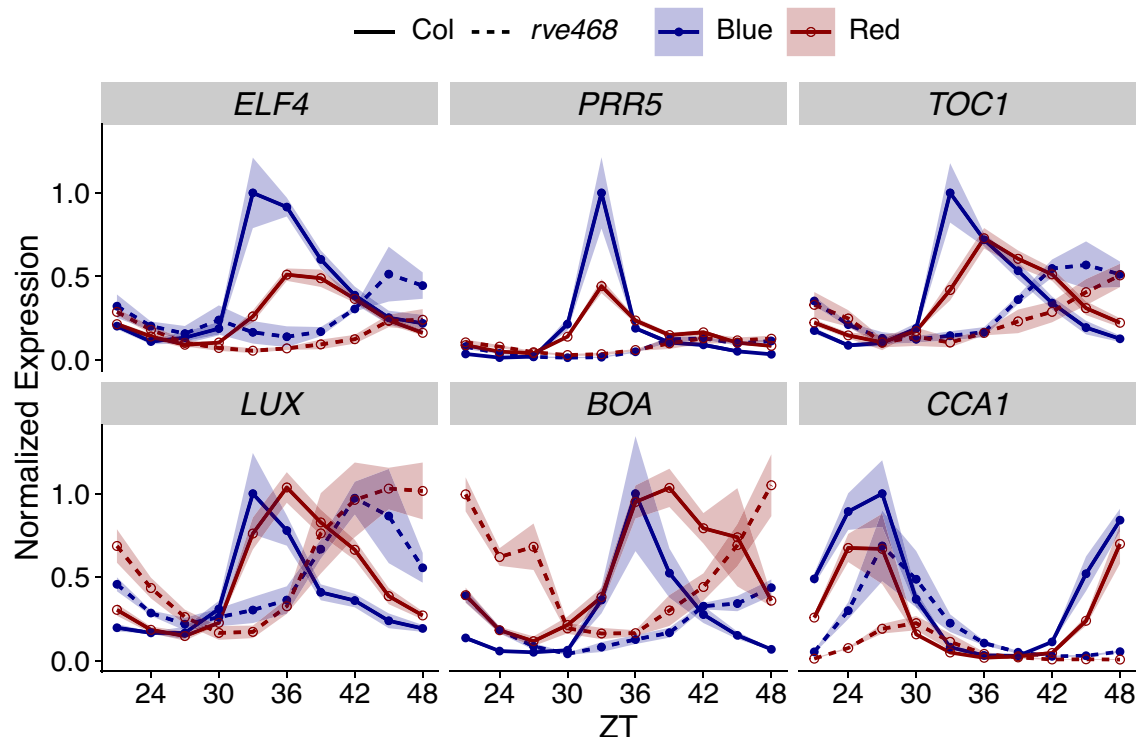 Col rve468 Blue Red
ELF4 PRR5 TOC1
1.0
0.5
0.0
LUX BOA CCA1
1.0
0.5
0.0
24 30 36 42 48 24 30 36 42 48 24 30 36 42 48
ZT
Normalized Expression